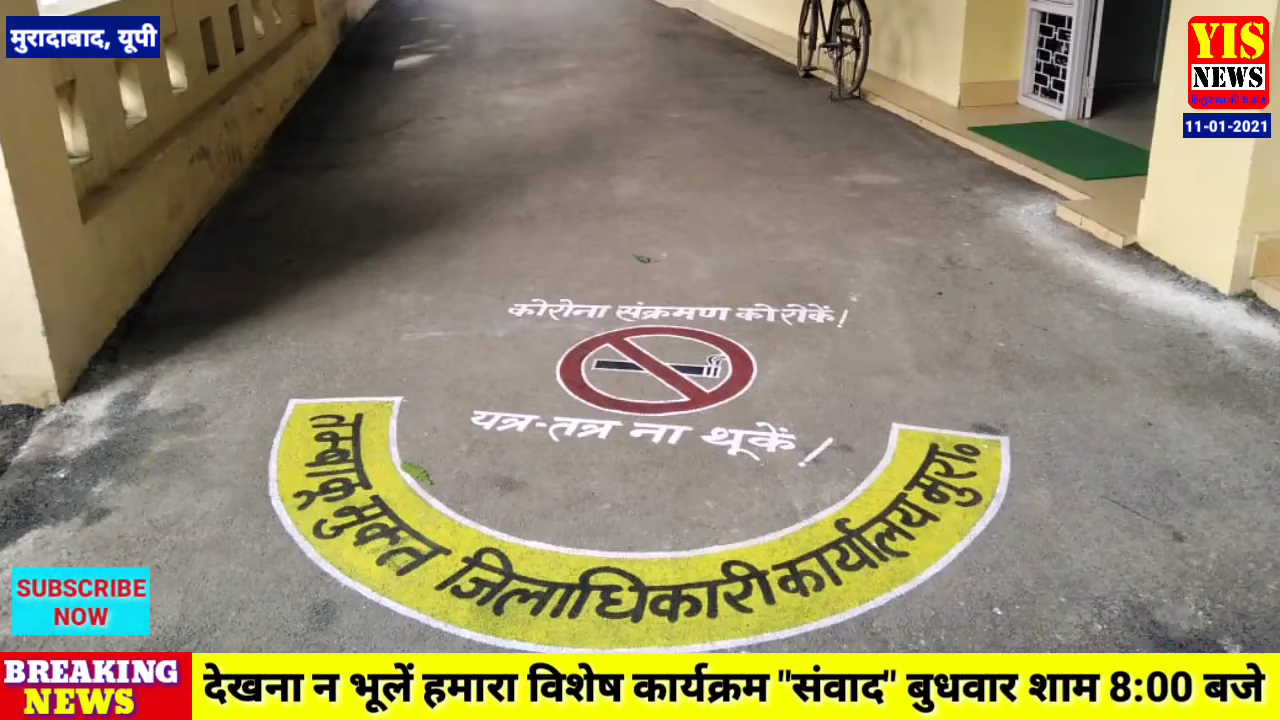 मुरादाबाद, यूपी
YIS
NEWS
11-01-2021
कोरोना संक्रमण को रोकें!
यत्र-तत्र ना थूकें!
तम्बाकू मुक्त जिलाधिकारी कार्यालय मुरा॰
SUBSCRIBE
NOW
BREAKING
NEWS
देखना न भूलें हमारा विशेष कार्यक्रम "संवाद" बुधवार शाम 8:00 बजे